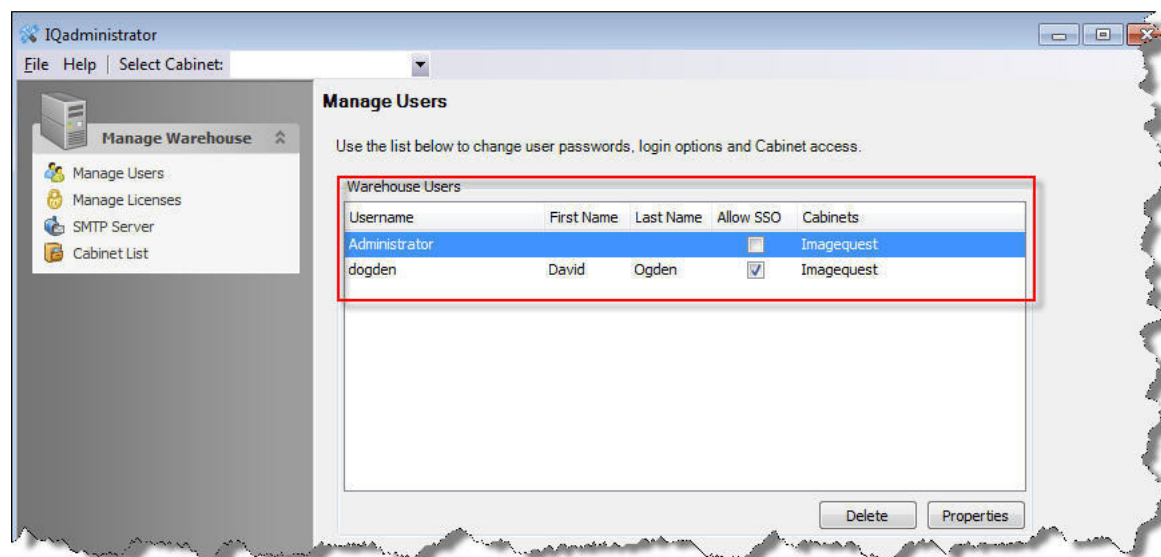 IQadministrator
File Help Select Cabinet:
Manage Warehouse
Manage Users
Manage Licenses
SMTP Server
Cabinet List
Manage Users
Use the list below to change user passwords, login options and Cabinet access.
Warehouse Users
Username First Name Last Name Allow SSO Cabinets
Administrator Imagequest
dogden David Ogden Imagequest
Delete Properties